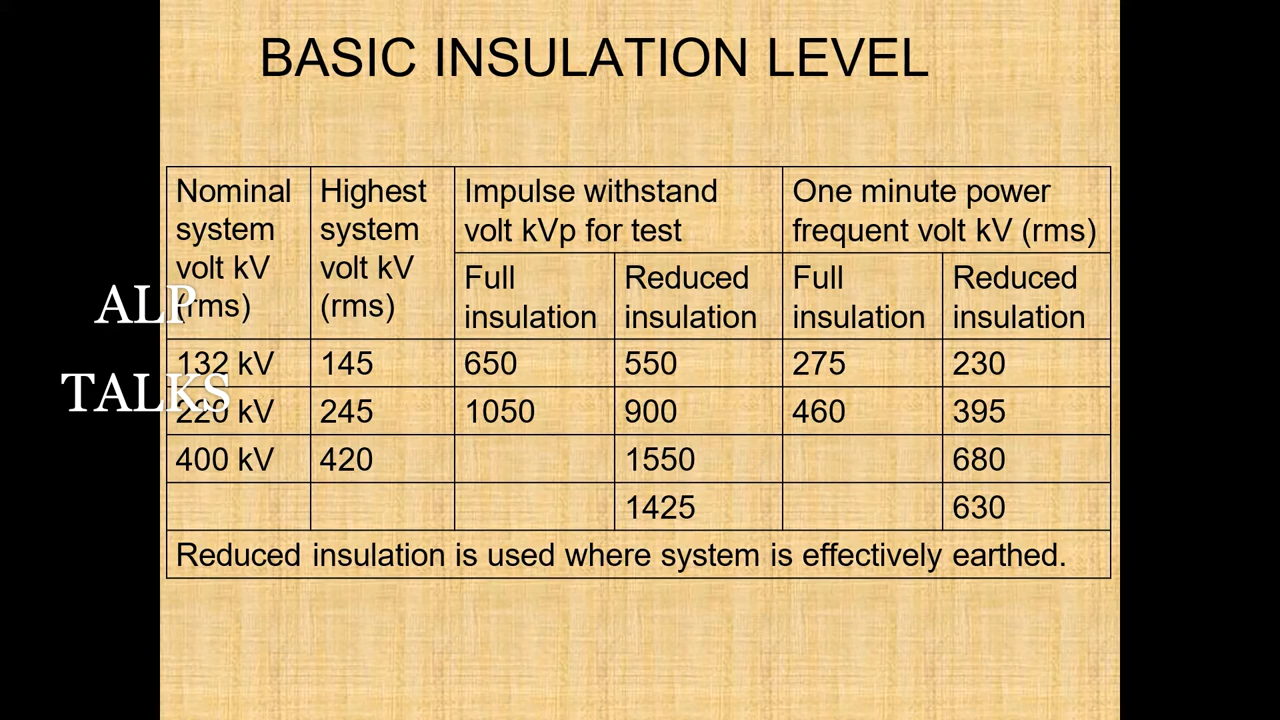 BASIC INSULATION LEVEL
Nominal system volt kV (rms)
Highest system volt kV (rms)
Impulse withstand volt kVp for test
One minute power frequent volt kV (rms)
Full insulation
Reduced insulation
Full insulation
Reduced insulation
132 kV 145 650 550 275 230
220 kV 245 1050 900 460 395
400 kV 420 1550 680
1425 630
Reduced insulation is used where system is effectively earthed.
ALP
TALKS